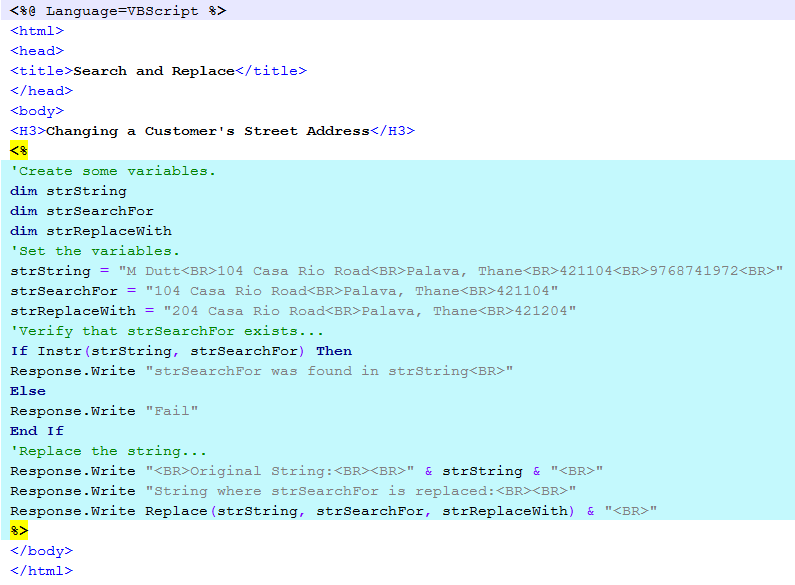 <%@ Language=VBScript %>
<html>
<head>
<title>Search and Replace</title>
</head>
<body>
<H3>Changing a Customer's Street Address</H3>
<%
'Create some variables.
dim strString
dim strSearchFor
dim strReplaceWith
'Set the variables.
strString = "M Dutt<BR>104 Casa Rio Road<BR>Palava, Thane<BR>421104<BR>9768741972<BR>"
strSearchFor = "104 Casa Rio Road<BR>Palava, Thane<BR>421104"
strReplaceWith = "204 Casa Rio Road<BR>Palava, Thane<BR>421204"
'Verify that strSearchFor exists...
If Instr(strString, strSearchFor) Then
Response.Write "strSearchFor was found in strString<BR>"
Else
Response.Write "Fail"
End If
'Replace the string...
Response.Write "<BR>Original String:<BR><BR>" & strString & "<BR>"
Response.Write "String where strSearchFor is replaced:<BR><BR>"
Response.Write Replace(strString, strSearchFor, strReplaceWith) & "<BR>"
%>
</body>
</html>